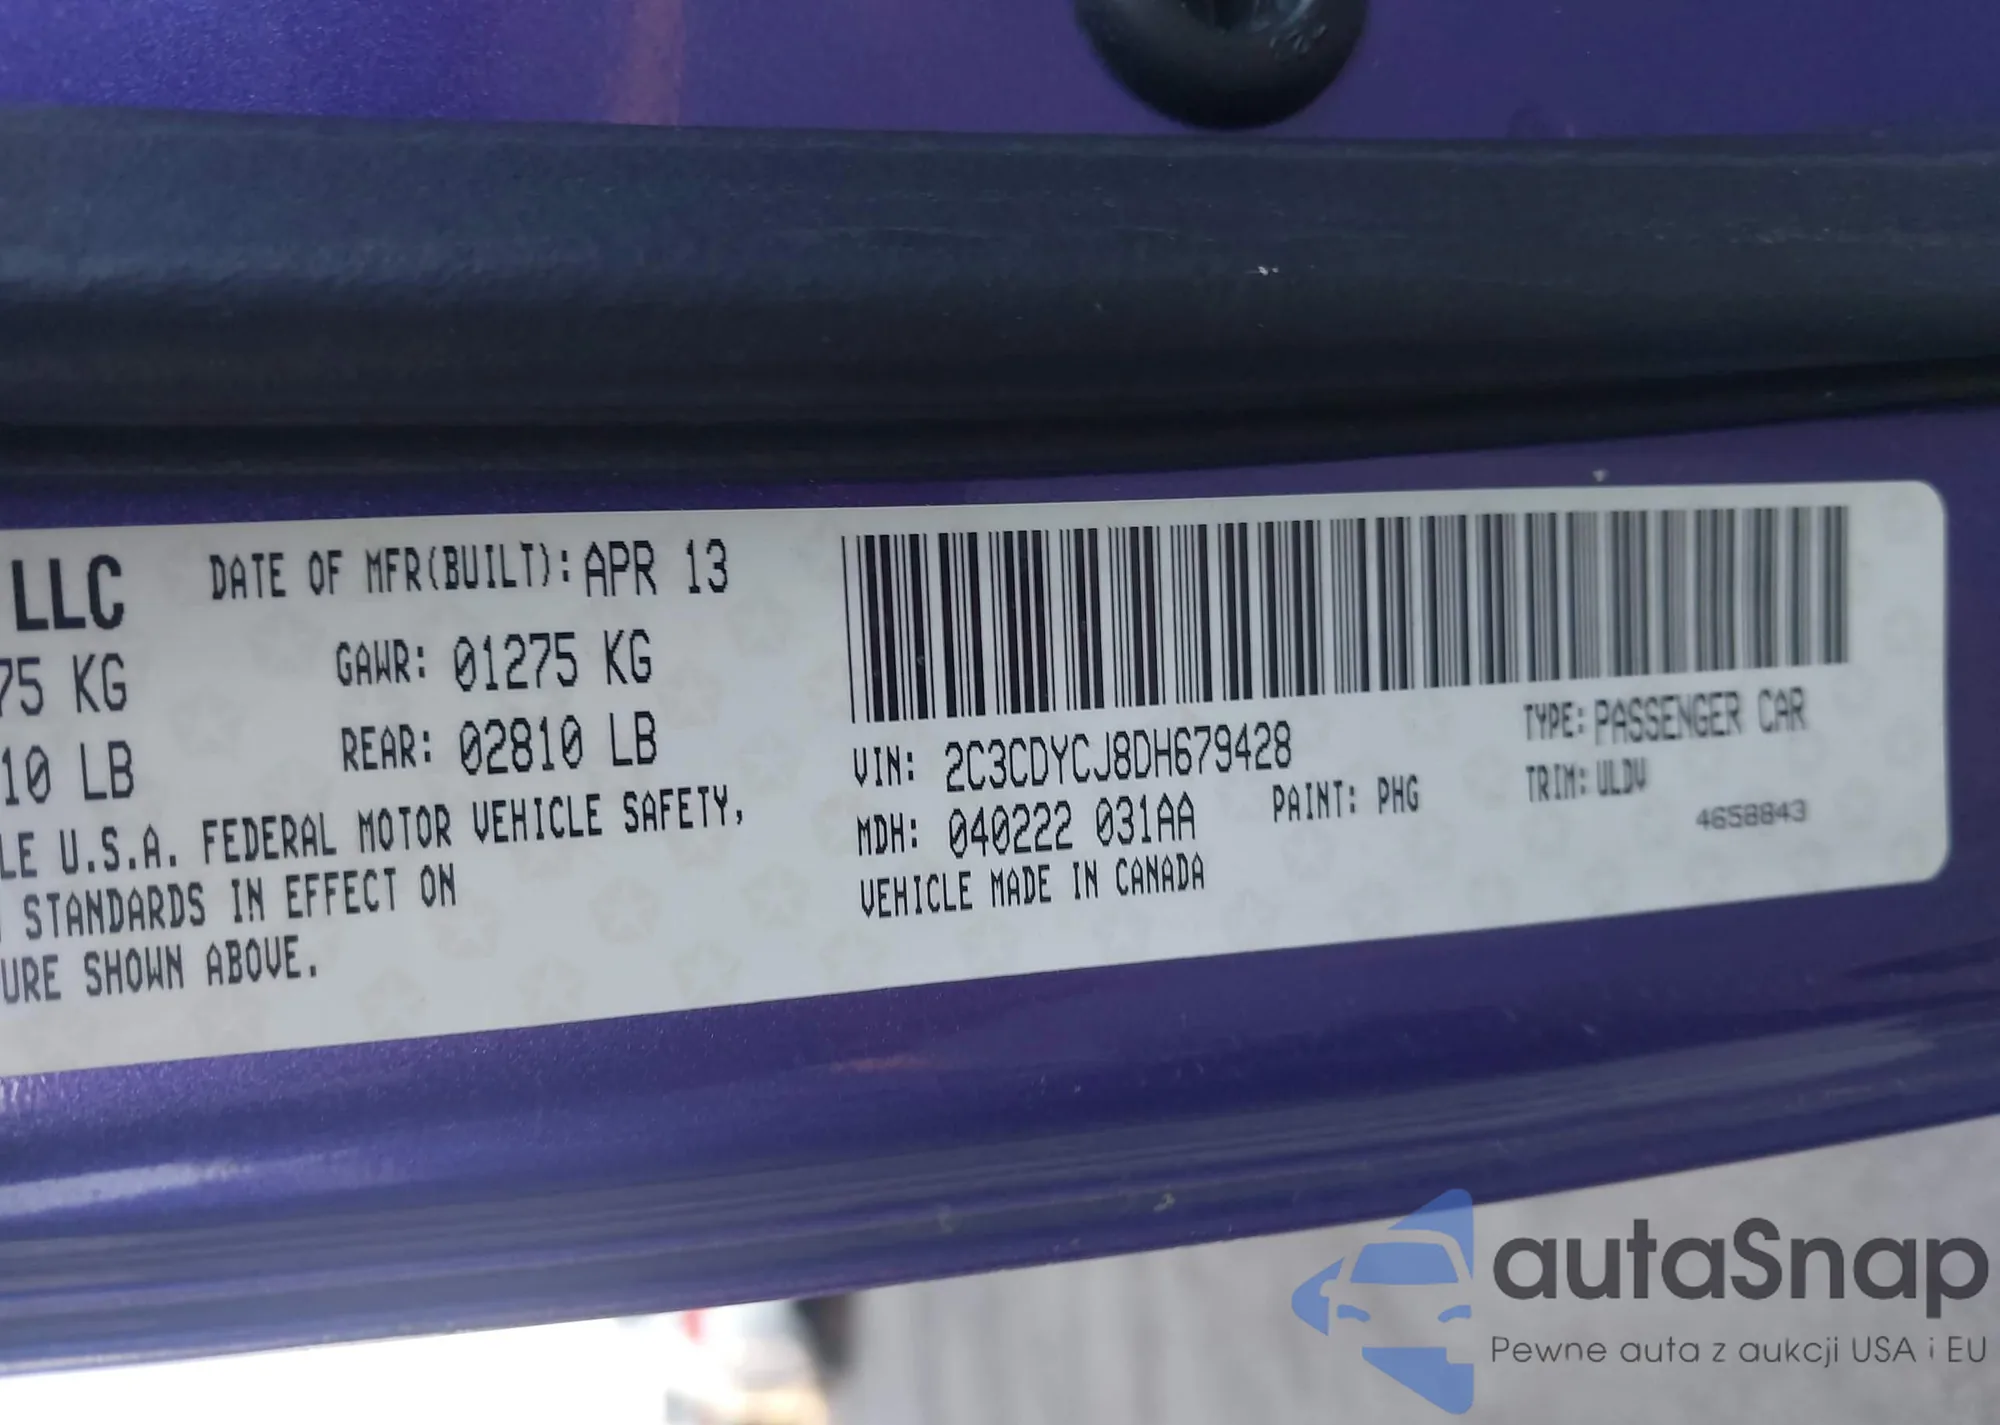 LLC DATE OF MFR(BUILT): APR 13
75 KG GAWR: 01275 KG
10 LB REAR: 02810 LB
LE U.S.A. FEDERAL MOTOR VEHICLE SAFETY,
STANDARDS IN EFFECT ON
URE SHOWN ABOVE.
VIN: 2C3CDYCJ8DH679428 TYPE: PASSENGER CAR
MDH: 040222 031AA PAINT: PHG TRIM: ULDV
4658843
VEHICLE MADE IN CANADA
autaSnap
Pewne auta z aukcji USA i EU